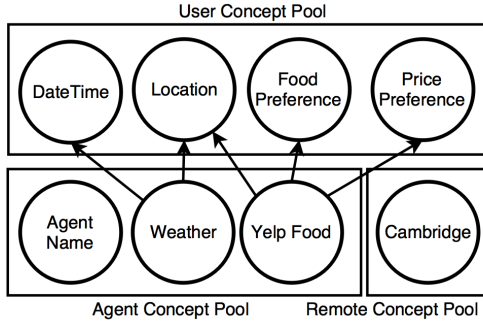 User Concept Pool
DateTime
Location
Food
Preference
Price
Preference
Agent
Name
Weather
Yelp Food
Cambridge
Agent Concept Pool
Remote Concept Pool